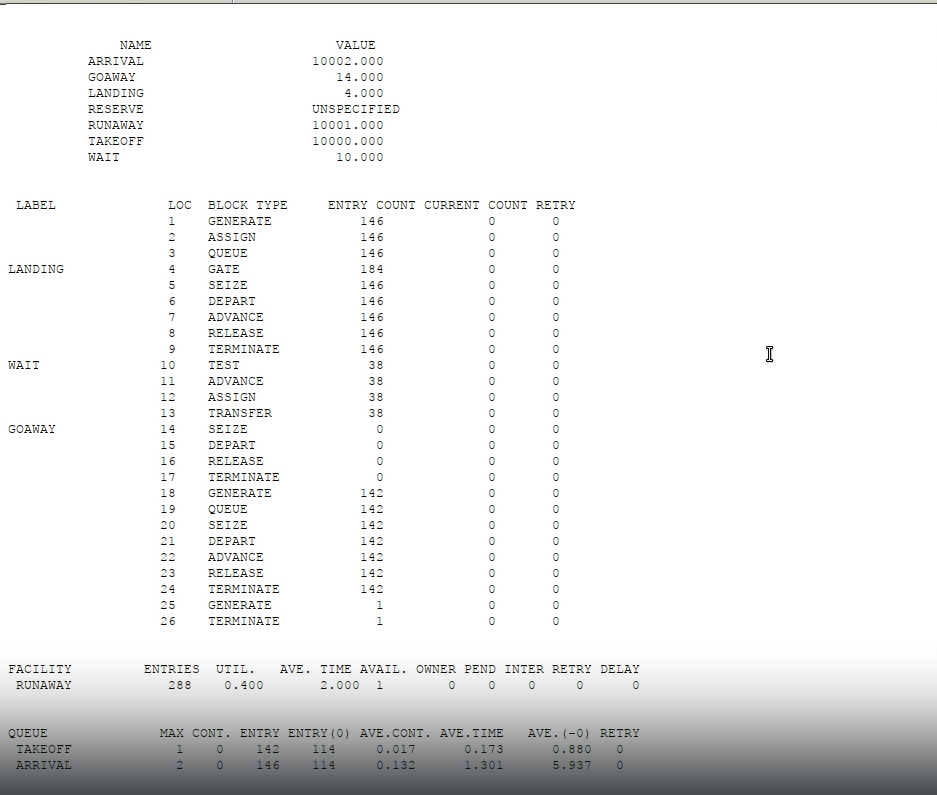 NAME VALUE
ARRIVAL 10002.000
GOAWAY 14.000
LANDING 4.000
RESERVE UNSPECIFIED
RUNAWAY 10001.000
TAKEOFF 10000.000
WAIT 10.000
LABEL LOC BLOCK TYPE ENTRY COUNT CURRENT COUNT RETRY
1 GENERATE 146 0 0
2 ASSIGN 146 0 0
3 QUEUE 146 0 0
LANDING 4 GATE 184 0 0
5 SEIZE 146 0 0
6 DEPART 146 0 0
7 ADVANCE 146 0 0
8 RELEASE 146 0 0
9 TERMINATE 146 0 0
WAIT 10 TEST 38 0 0
11 ADVANCE 38 0 0
12 ASSIGN 38 0 0
13 TRANSFER 38 0 0
GOAWAY 14 SEIZE 0 0 0
15 DEPART 0 0 0
16 RELEASE 0 0 0
17 TERMINATE 0 0 0
18 GENERATE 142 0 0
19 QUEUE 142 0 0
20 SEIZE 142 0 0
21 DEPART 142 0 0
22 ADVANCE 142 0 0
23 RELEASE 142 0 0
24 TERMINATE 142 0 0
25 GENERATE 1 0 0
26 TERMINATE 1 0 0
FACILITY ENTRIES UTIL. AVE. TIME AVAIL. OWNER PEND INTER RETRY DELAY
RUNAWAY 288 0.400 2.000 1 0 0 0 0 0
QUEUE MAX CONT. ENTRY ENTRY(0) AVE.CONT. AVE.TIME AVE.(-0) RETRY
TAKEOFF 1 0 142 114 0.017 0.173 0.880 0
ARRIVAL 2 0 146 114 0.132 1.301 5.937 0